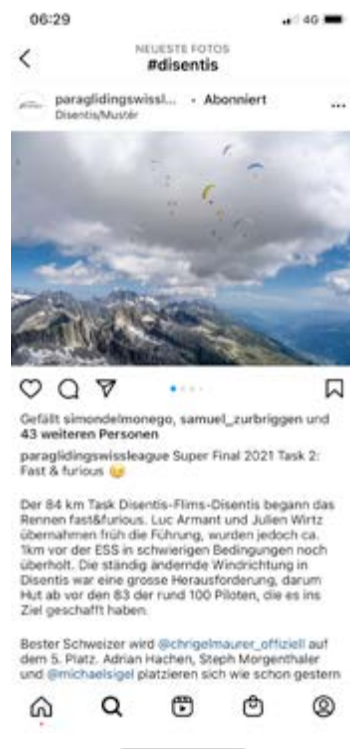 06:29
4G
NEUESTE FOTOS
#disentis
paragliding​swissl... • Abonniert
Disentis/Mustér
Gefällt simondelmonego, samuel_zurbriggen und
43 weiteren Personen
paraglidingswissleague Super Final 2021 Task 2:
Fast & furious 😉
Der 84 km Task Disentis-Flims-Disentis begann das
Rennen fast&furious. Luc Armant und Julien Wirtz
übernahmen früh die Führung, wurden jedoch ca.
1km vor der ESS in schwierigen Bedingungen noch
überholt. Die ständig ändernde Windrichtung in
Disentis war eine grosse Herausforderung, darum
Hut ab vor den 83 der rund 100 Piloten, die es ins
Ziel geschafft haben.
Bester Schweizer wird @chrigelmaurer_offiziell auf
dem 5. Platz. Adrian Hachen, Steph Morgenthaler
und @michaelsigel platzieren sich wie schon gestern